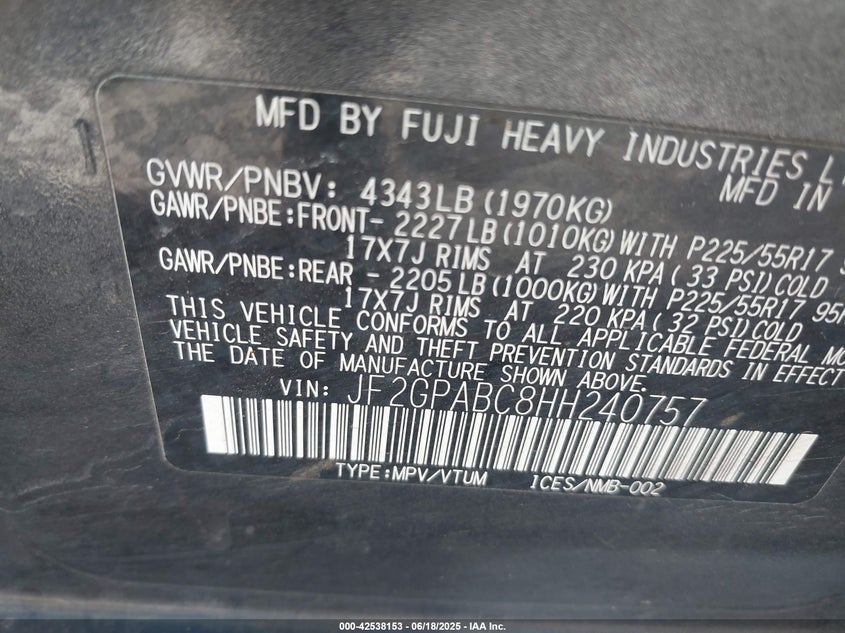 MFD BY FUJI HEAVY INDUSTRIES
MFD IN
GVWR/PNBV: 4343LB (1970KG)
GAWR/PNBE:FRONT- 2227LB (1010KG) WITH P225/55R17
17X7J RIMS AT 230 KPA ( 33 PSI) COLD
GAWR/PNBE:REAR - 2205 LB (1000KG) WITH P225/55R17
17X7J RIMS AT 220 KPA ( 32 PSI) COLD
THIS VEHICLE CONFORMS TO ALL APPLICABLE FEDERAL
VEHICLE SAFETY AND THEFT PREVENTION STANDARDS IN EFFECT
THE DATE OF MANUFACTURE SHOWN ABOVE.
VIN: JF2GPABC8HH240757
TYPE:MPV/VTUM ICES/NMB-002
000-42538153 - 06/18/2025 - IAA Inc.